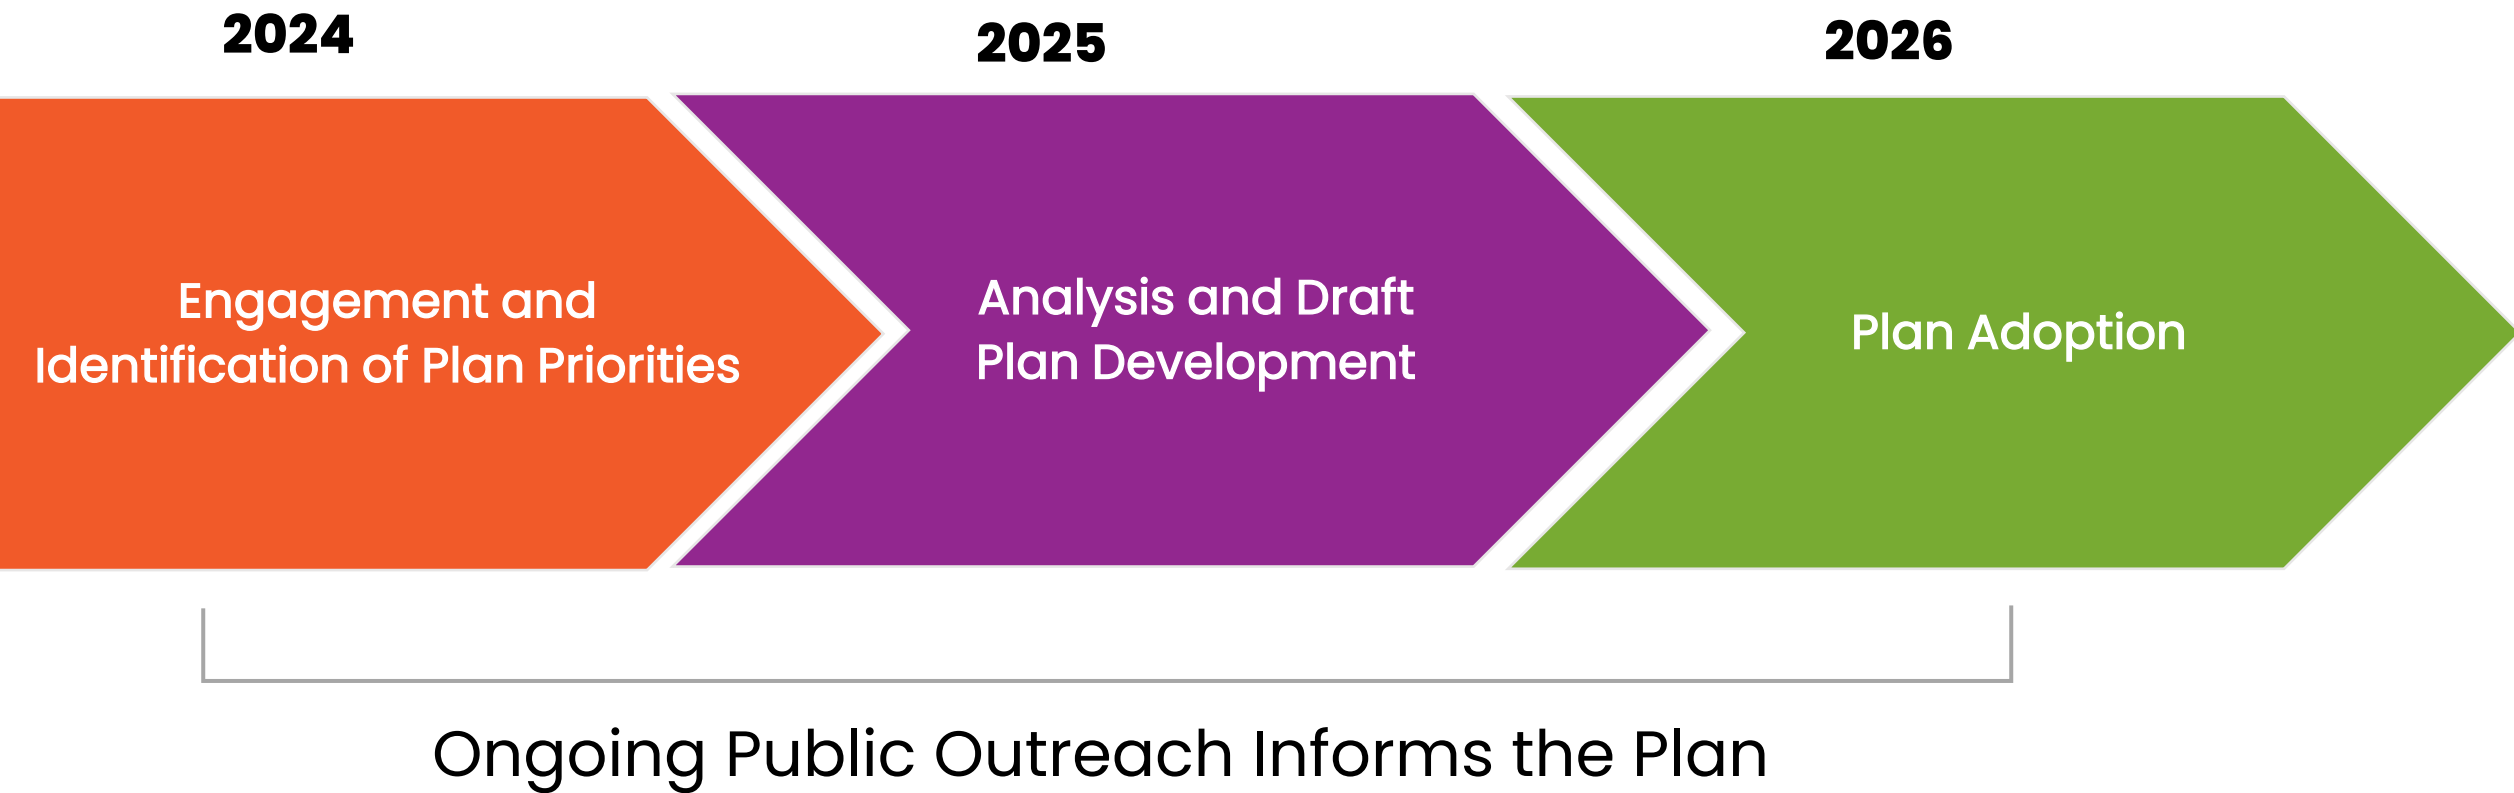 2024
2025
2026
Engagement and
Identification of Plan Priorities
Analysis and Draft
Plan Development
Plan Adoption
Ongoing Public Outreach Informs the Plan